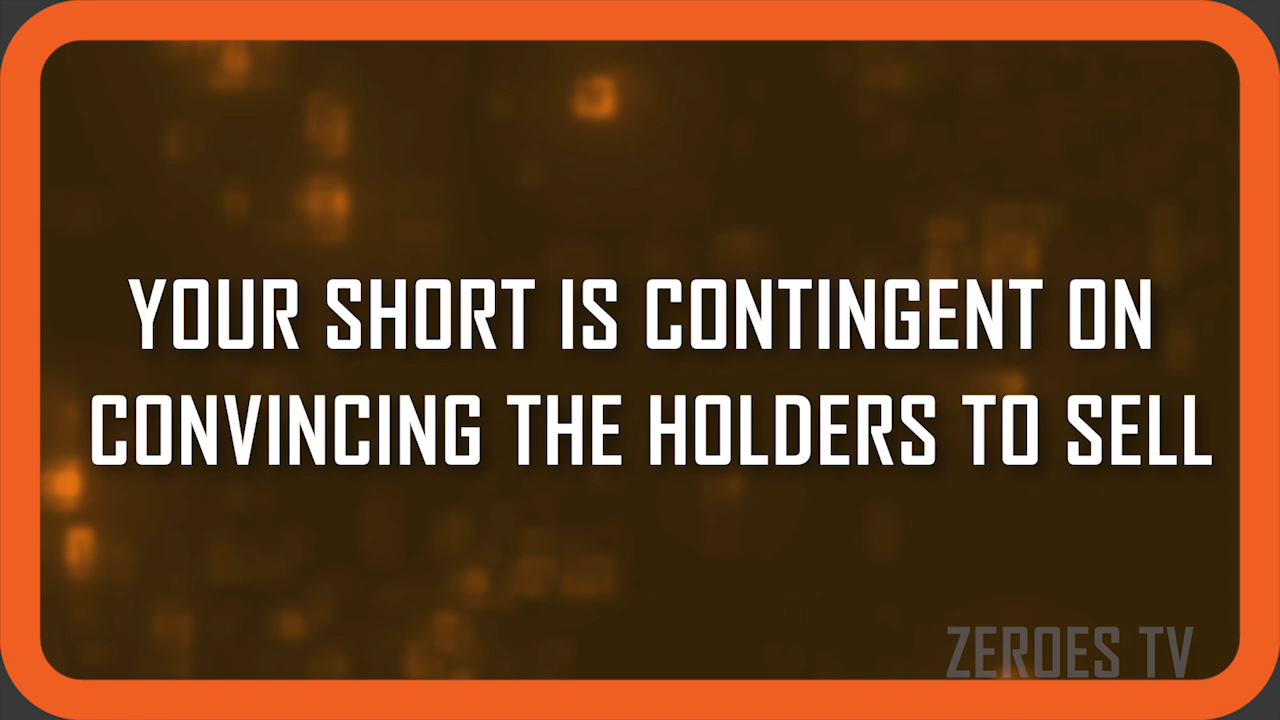 YOUR SHORT IS CONTINGENT ON
CONVINCING THE HOLDERS TO SELL
ZEROES TV